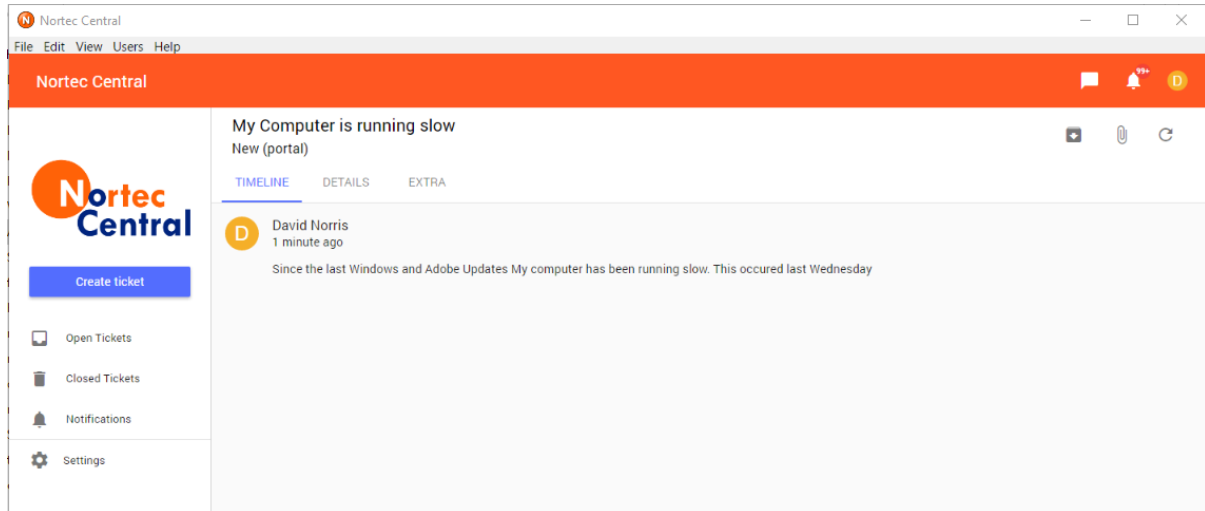 Nortec Central
File Edit View Users Help
Nortec Central
99+
D
My Computer is running slow
New (portal)
TIMELINE DETAILS EXTRA
Nortec
Central
D
David Norris
1 minute ago
Since the last Windows and Adobe Updates My computer has been running slow. This occured last Wednesday
Create ticket
Open Tickets
Closed Tickets
Notifications
Settings